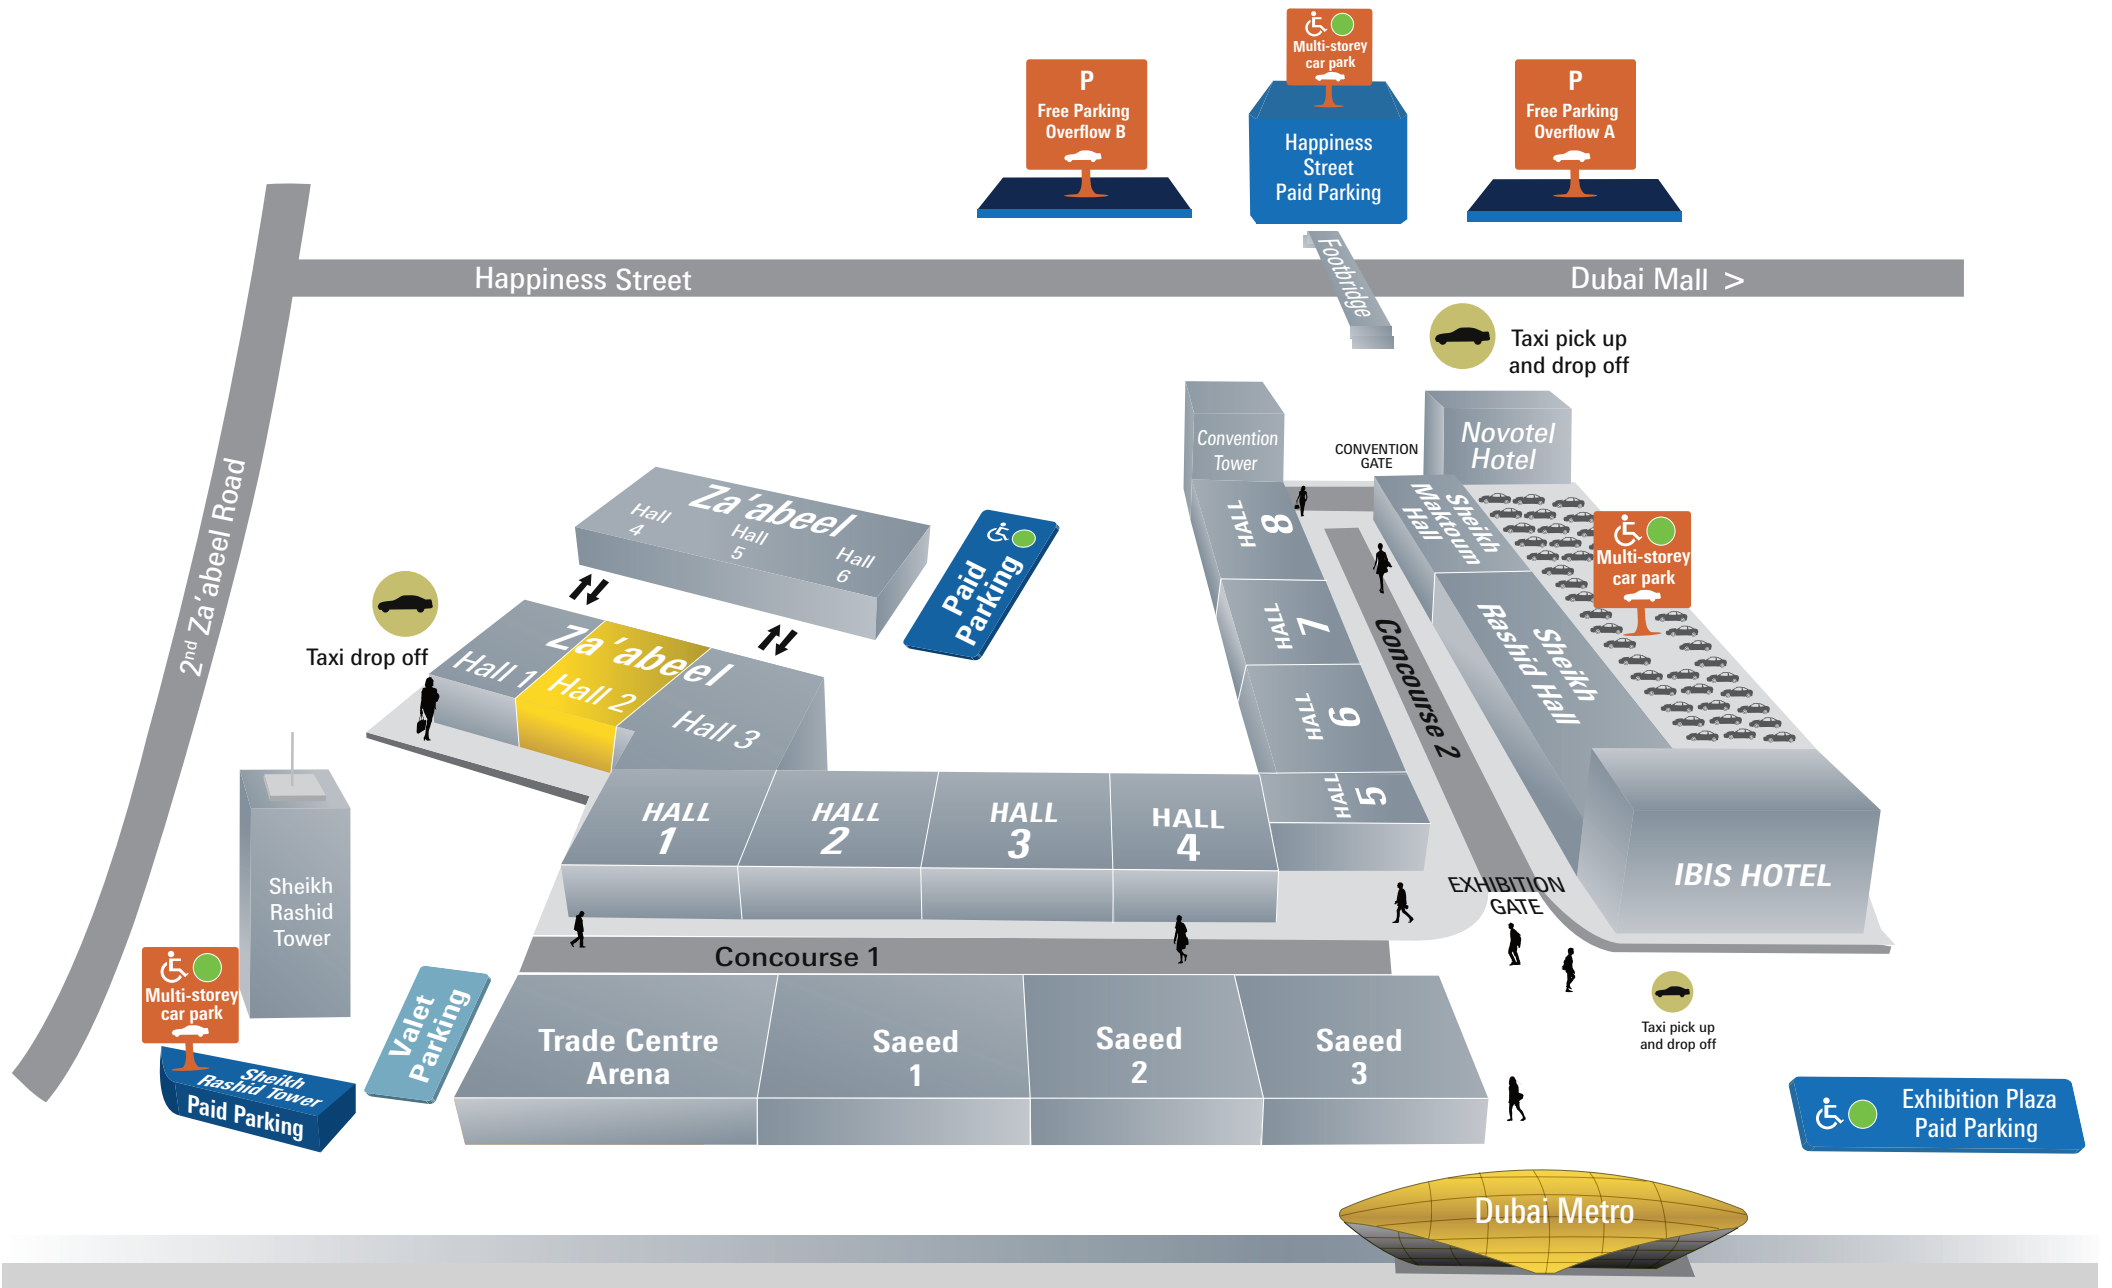 Multi-storey
car park
P
Free Parking
Overflow B
Happiness
Street
Paid Parking
P
Free Parking
Overflow A
Happiness Street
Footbridge
Dubai Mall >
Taxi pick up
and drop off
2nd Za'abeel Road
Convention
Tower
CONVENTION
GATE
Novotel
Hotel
Za'abeel
Hall
4
Hall
5
Hall
6
Paid
Parking
HALL
8
Sheikh
Maktoum
Hall
Multi-storey
car park
Taxi drop off
Za'abeel
Hall 1
Hall 2
Hall 3
HALL
7
HALL
6
HALL
5
Concourse 2
Sheikh
Rashid Hall
HALL
1
HALL
2
HALL
3
HALL
4
IBIS HOTEL
EXHIBITION
GATE
Sheikh
Rashid
Tower
Concourse 1
Multi-storey
car park
Sheikh
Rashid Tower
Paid Parking
Valet
Parking
Trade Centre
Arena
Saeed
1
Saeed
2
Saeed
3
Taxi pick up
and drop off
Exhibition Plaza
Paid Parking
Dubai Metro